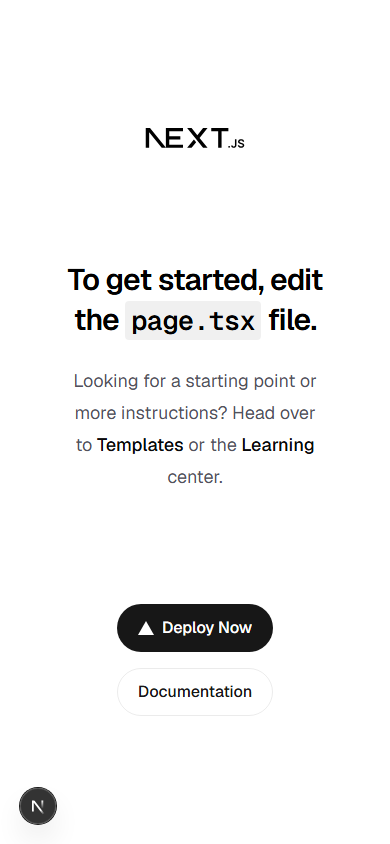 NEXT.JS
To get started, edit
the page.tsx file.
Looking for a starting point or
more instructions? Head over
to Templates or the Learning
center.
Deploy Now
Documentation
N